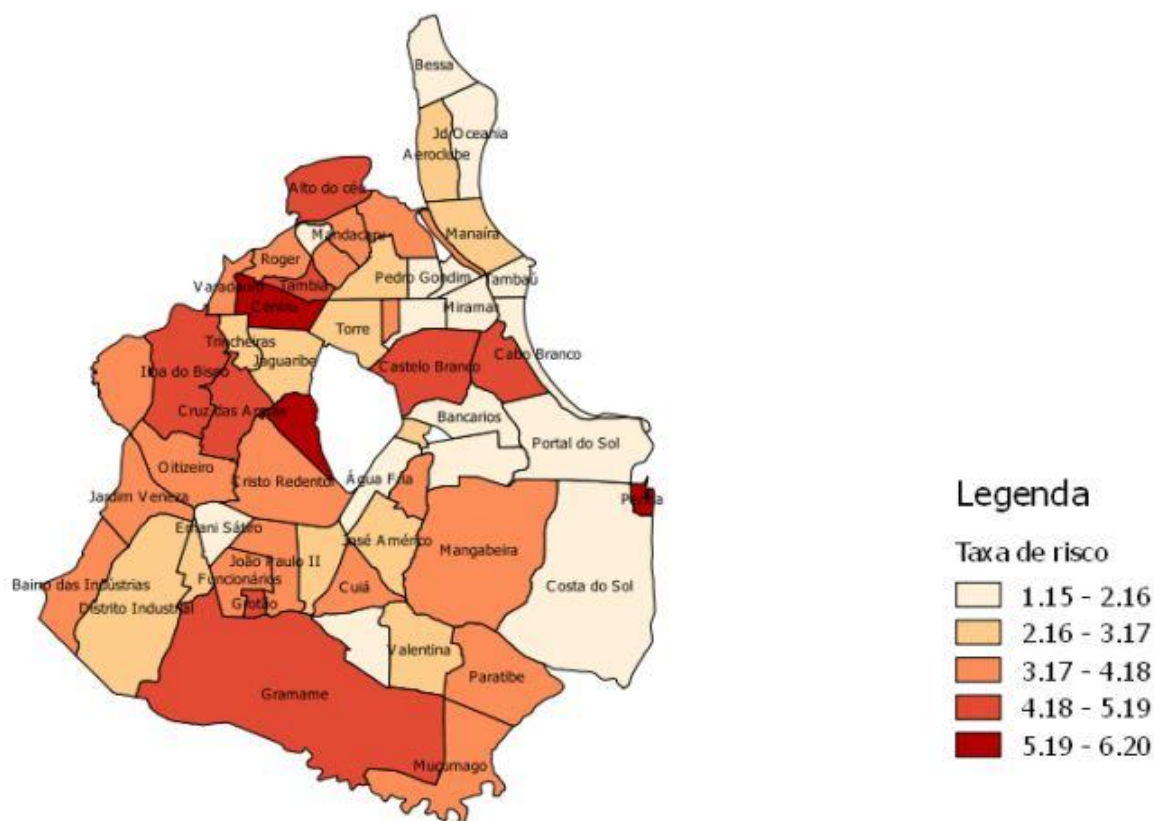 Bessa
Jd Oceania
Aeroclube
Alto do céu
Mandacaru
Manaíra
Roger
Pedro Gondim
Tambaú
Varadouro
Tambiá
Centro
Miramar
Torre
Trincheiras
Jaguaribe
Cabo Branco
Castelo Branco
Ilha do Bispo
Cruz das Armas
Bancarios
Portal do Sol
Oitizeiro
Cristo Redentor
Água Fria
Jardim Veneza
Penha
Ernani Sátiro
José Américo
Mangabeira
João Paulo II
Costa do Sol
Bairro das Indústrias
Funcionários
Cuiá
Distrito Industrial
Grotão
Valentina
Paratibe
Gramame
Muçumago
Legenda
Taxa de risco
1.15 - 2.16
2.16 - 3.17
3.17 - 4.18
4.18 - 5.19
5.19 - 6.20